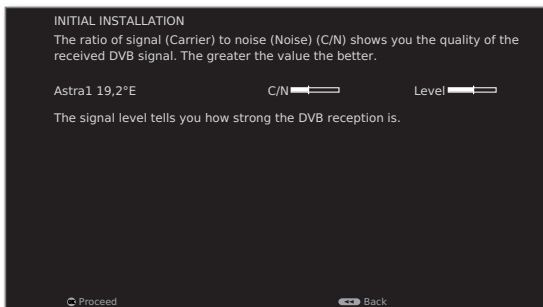 INITIAL INSTALLATION
The ratio of signal (Carrier) to noise (Noise) (C/N) shows you the quality of the
received DVB signal. The greater the value the better.
Astra1 19,2°E C/N Level
The signal level tells you how strong the DVB reception is.
Proceed Back